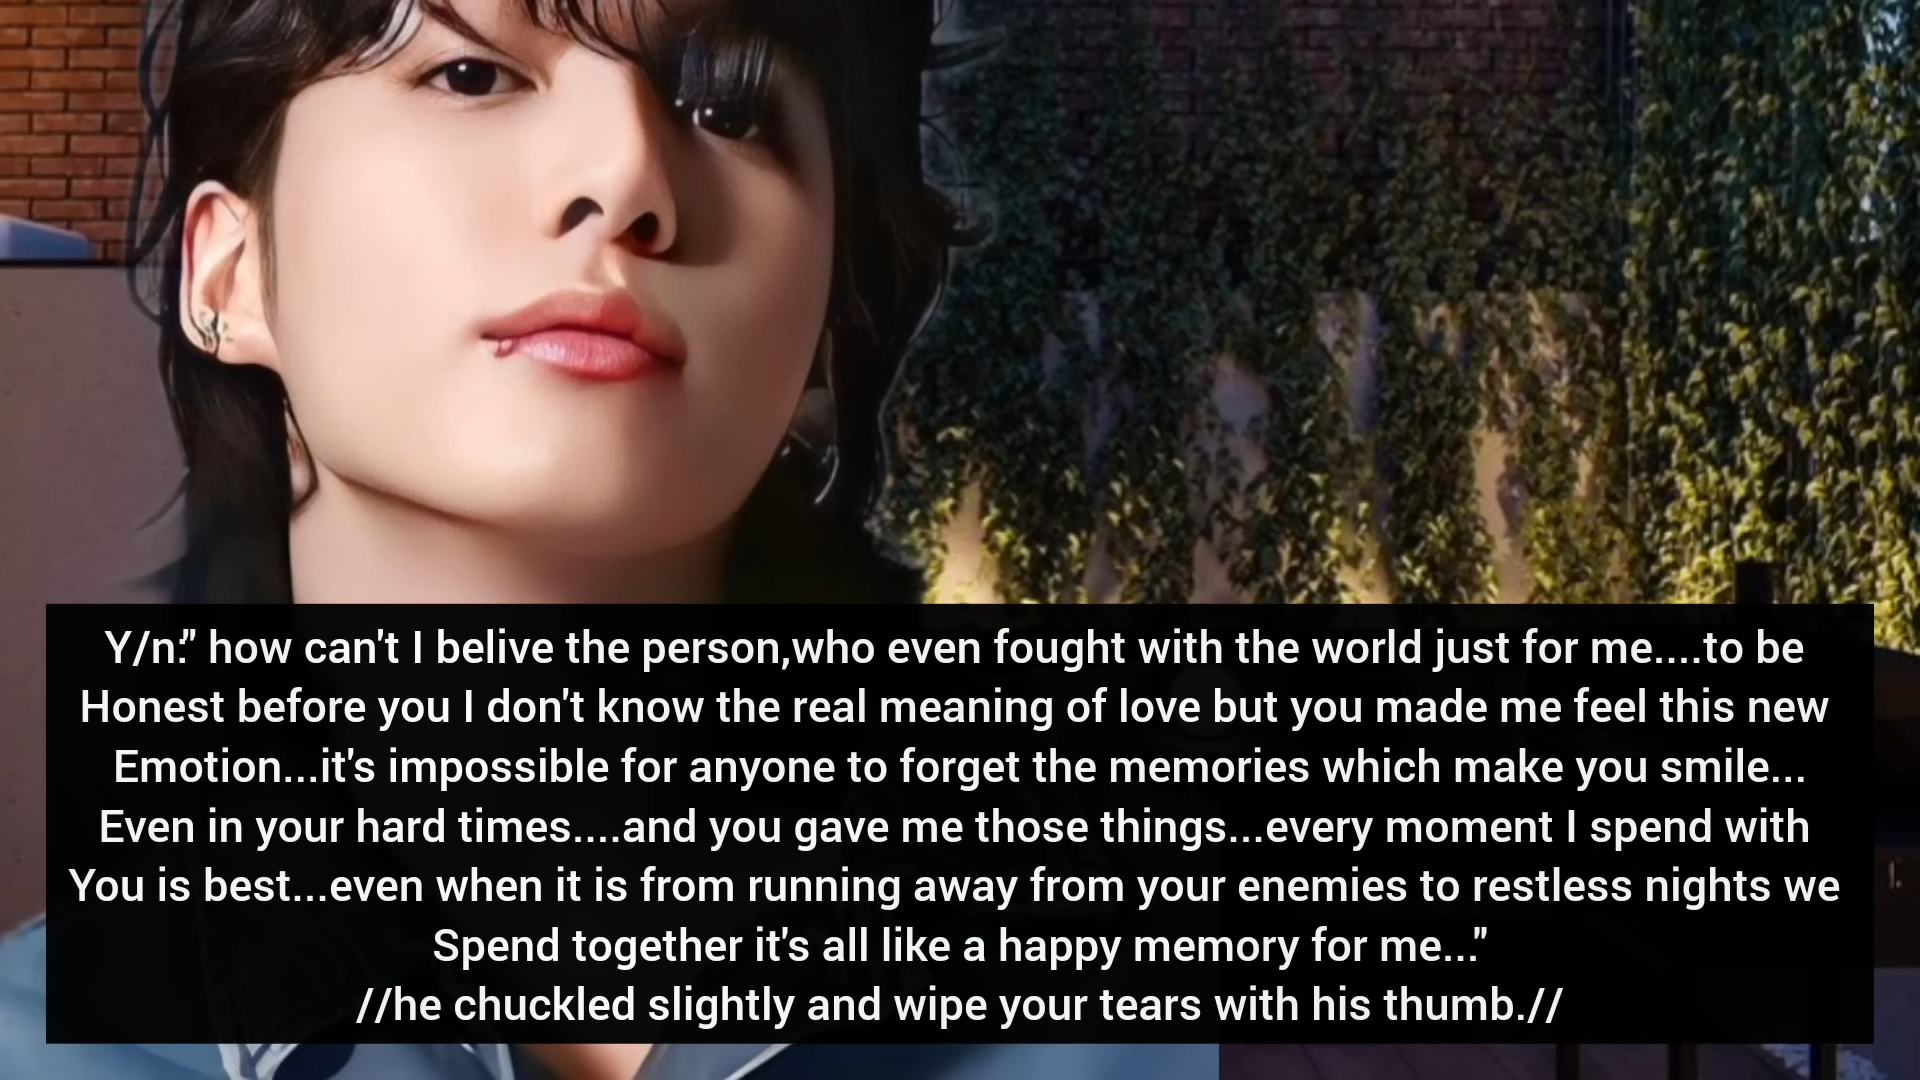 Y/n:" how can't I belive the person,who even fought with the world just for me....to be
Honest before you I don't know the real meaning of love but you made me feel this new
Emotion...it's impossible for anyone to forget the memories which make you smile...
Even in your hard times....and you gave me those things...every moment I spend with
You is best...even when it is from running away from your enemies to restless nights we
Spend together it's all like a happy memory for me..."
//he chuckled slightly and wipe your tears with his thumb.//